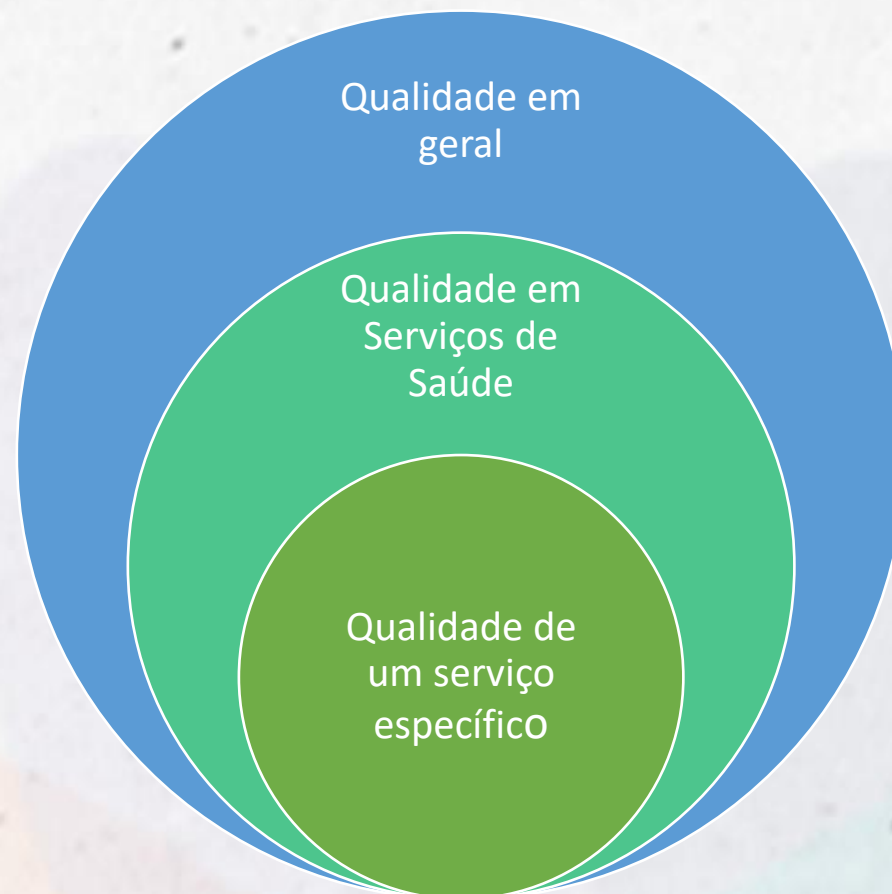 Qualidade em
geral
Qualidade em
Serviços de
Saúde
Qualidade de
um serviço
específico